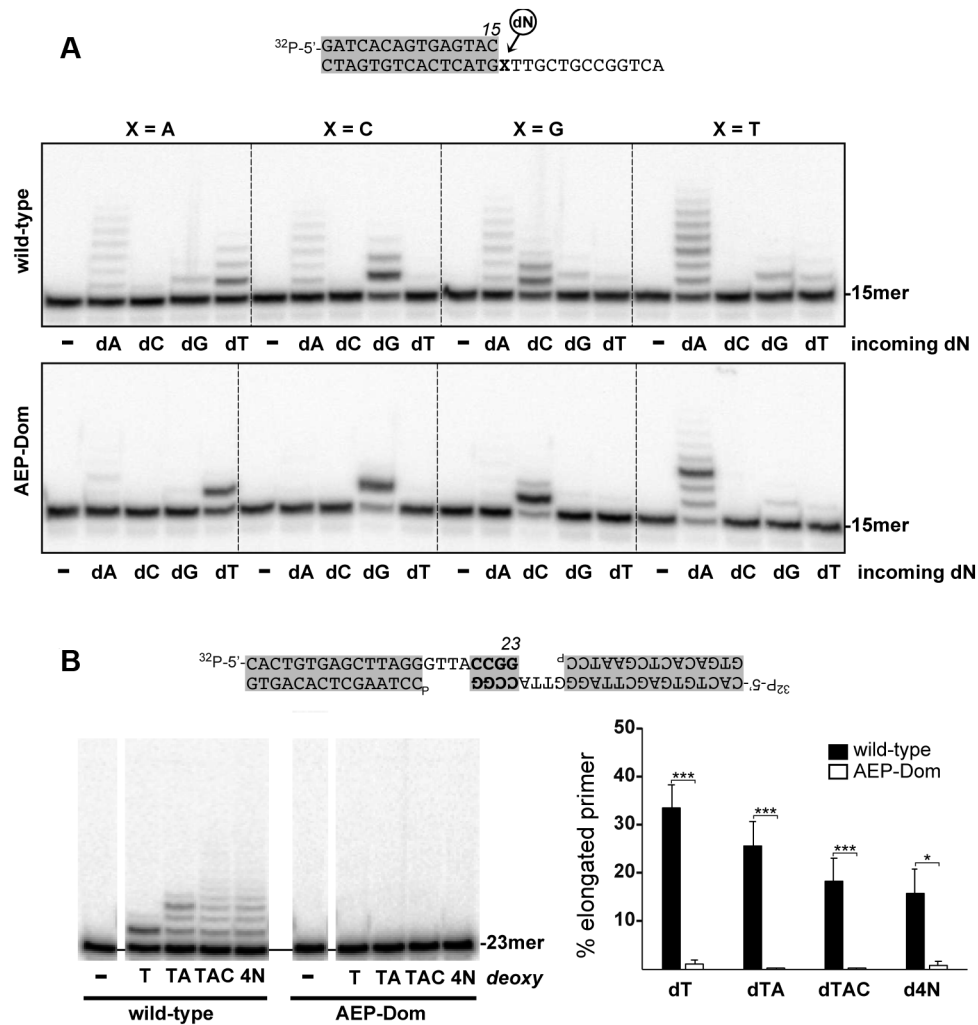 A
15
dN
32P-5'-GATCACAGTGAGTAC
CTAGTGTCACTCATGXTTGCTGCCGGTCA
X = A X = C X = G X = T
wild-type
-15mer
– dA dC dG dT – dA dC dG dT – dA dC dG dT – dA dC dG dT incoming dN
AEP-Dom
-15mer
– dA dC dG dT – dA dC dG dT – dA dC dG dT – dA dC dG dT incoming dN
B
23
32P-5'-CACTGTGAGCTTAGGGTTACCGG
GTGACACTCGAATCCP
32P-5'-CACTGTGAGCTTAGGGTTACCGG
GTGACACTCGAATCCP
-23mer
– T TA TAC 4N – T TA TAC 4N deoxy
wild-type AEP-Dom
% elongated primer
50
40
30
20
10
wild-type
AEP-Dom
***
***
***
*
dT dTA dTAC d4N